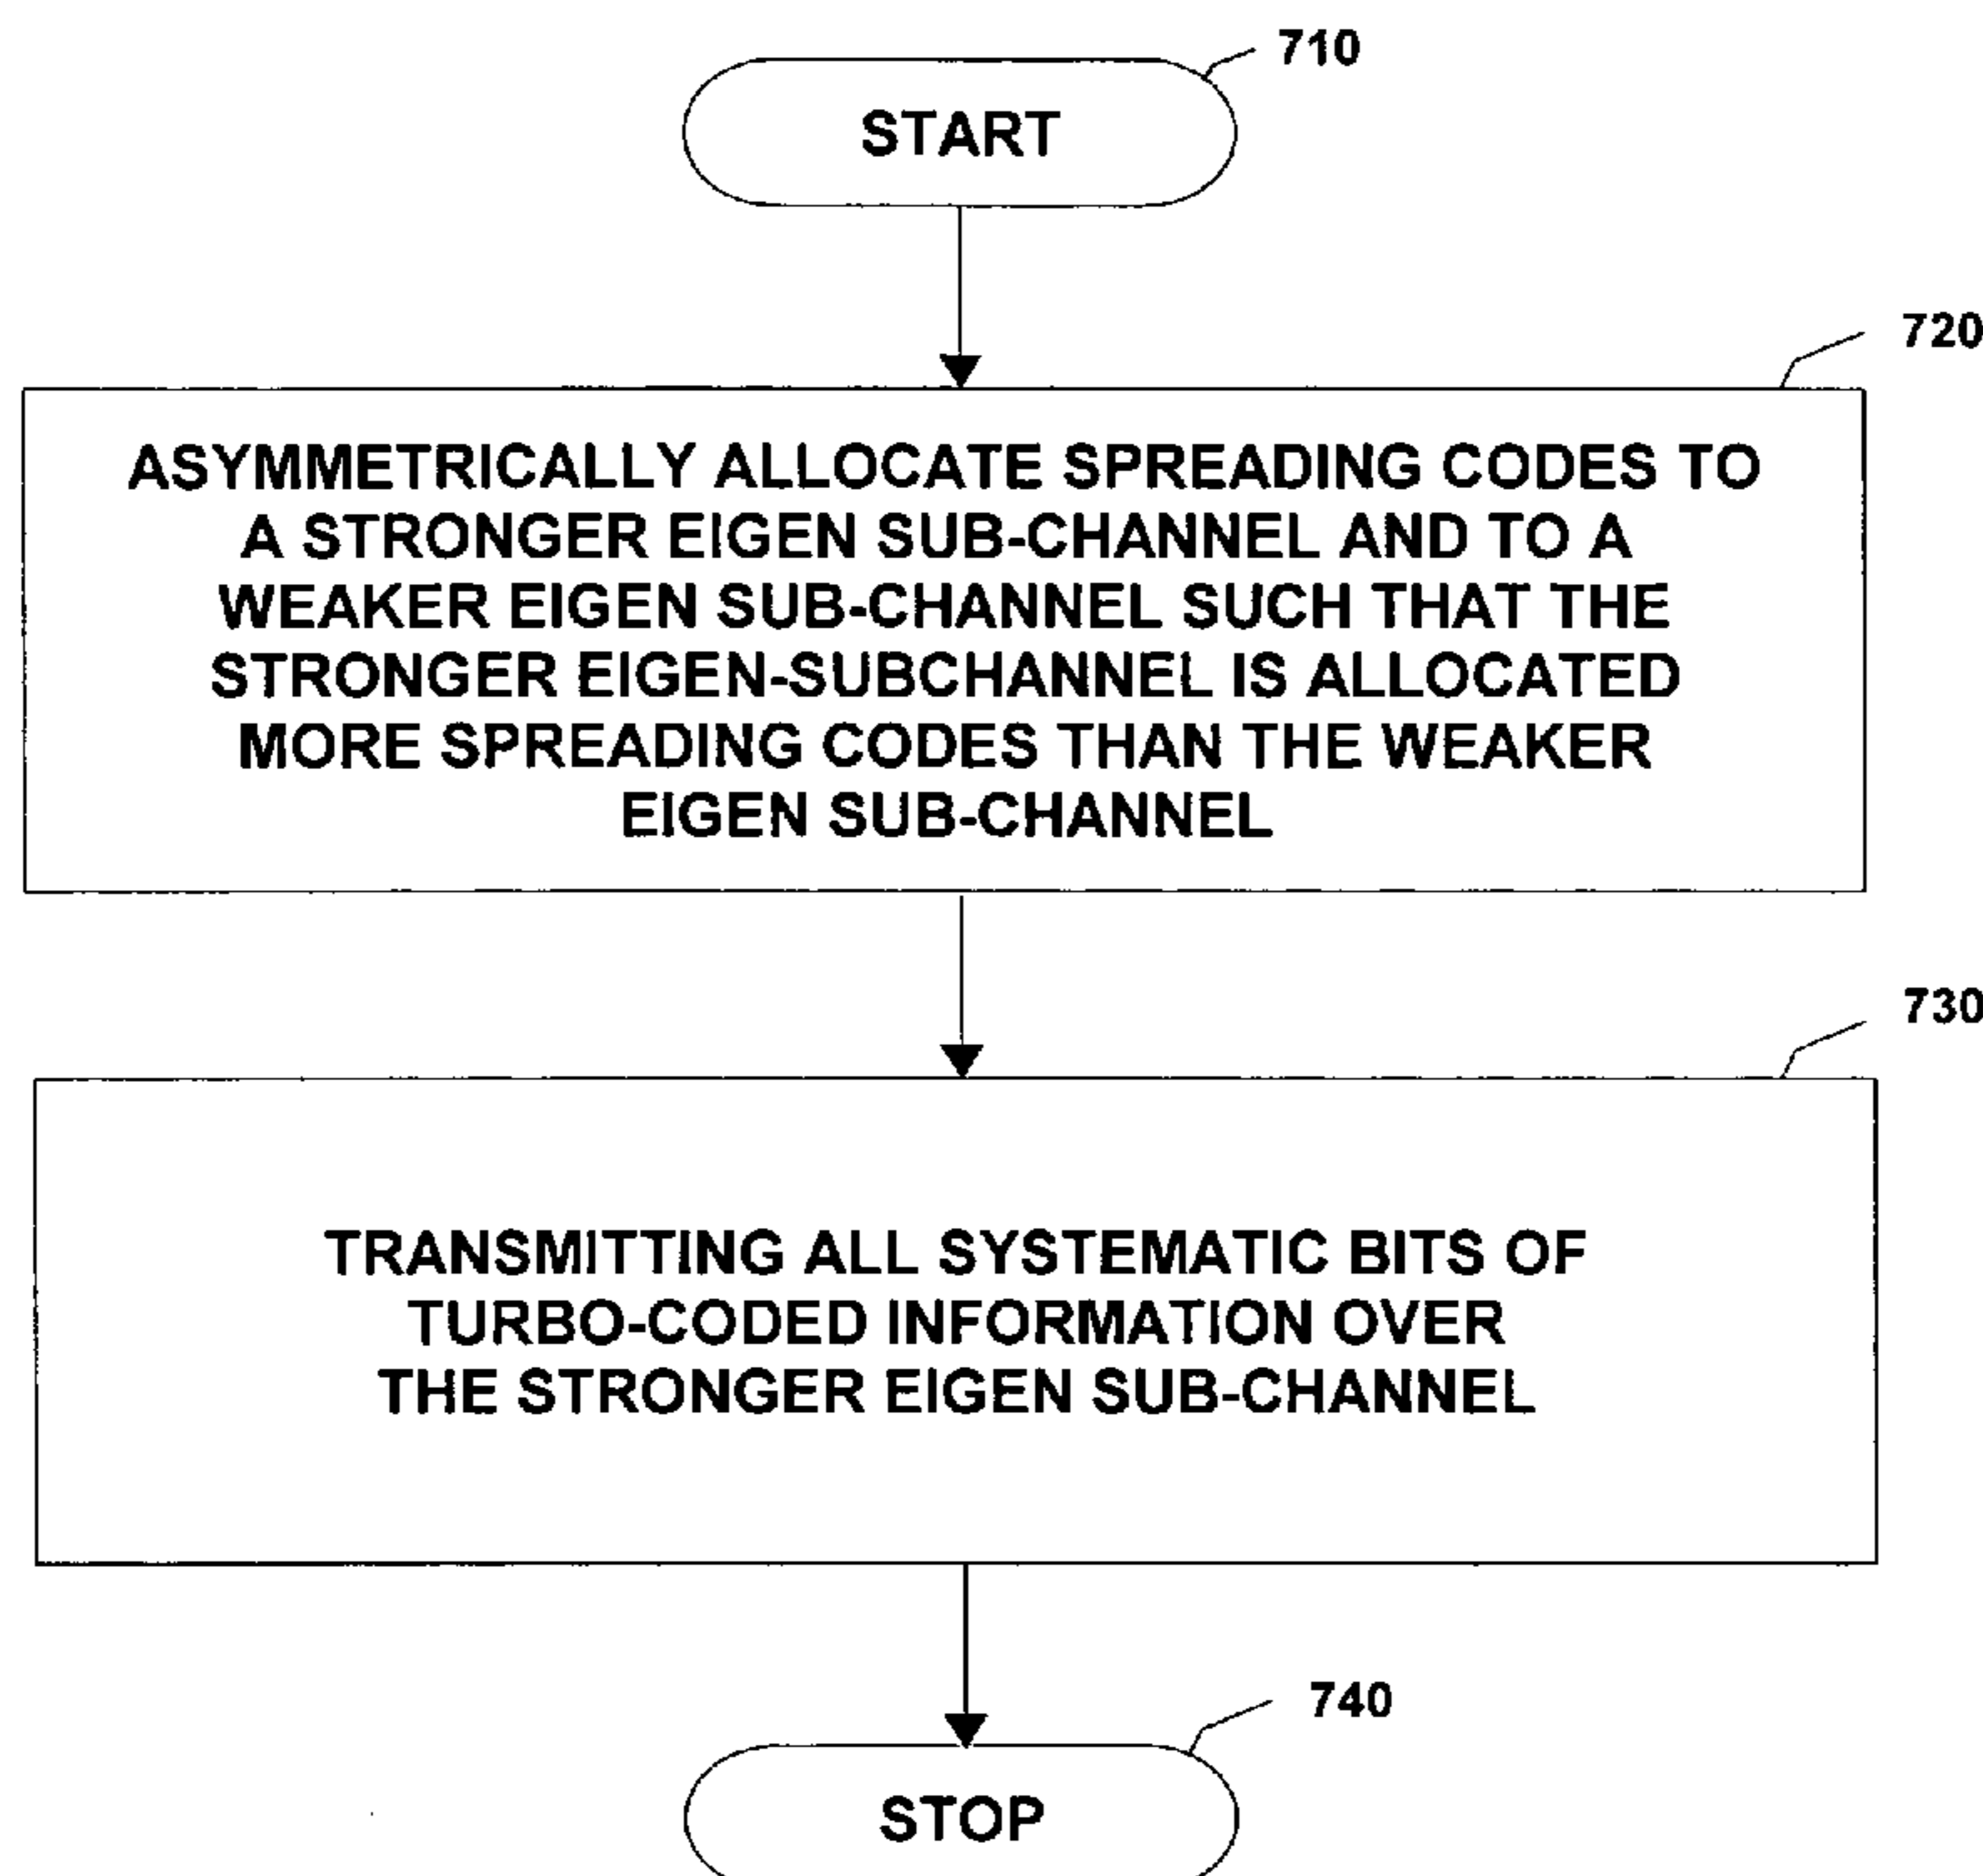 710
START
720
ASYMMETRICALLY ALLOCATE SPREADING CODES TO
A STRONGER EIGEN SUB-CHANNEL AND TO A
WEAKER EIGEN SUB-CHANNEL SUCH THAT THE
STRONGER EIGEN-SUBCHANNEL IS ALLOCATED
MORE SPREADING CODES THAN THE WEAKER
EIGEN SUB-CHANNEL
730
TRANSMITTING ALL SYSTEMATIC BITS OF
TURBO-CODED INFORMATION OVER
THE STRONGER EIGEN SUB-CHANNEL
740
STOP